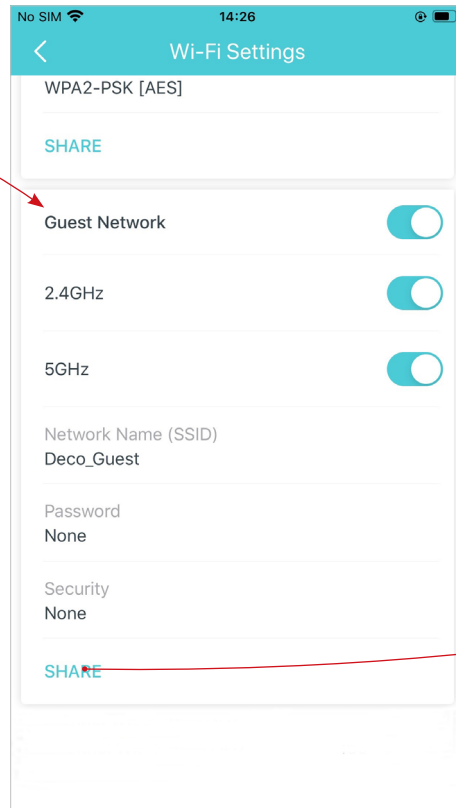 No SIM 14:26
Wi-Fi Settings
WPA2-PSK [AES]
SHARE
Guest Network
2.4GHz
5GHz
Network Name (SSID)
Deco_Guest
Password
None
Security
None
SHARE